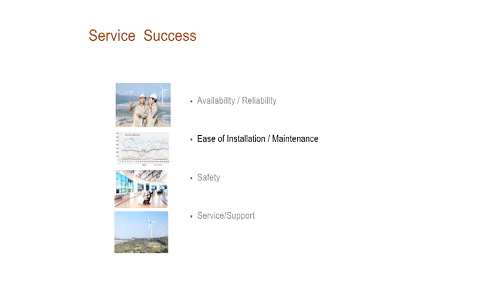 Service Success
• Availability / Reliability
• Ease of Installation / Maintenance
• Safety
• Service/Support